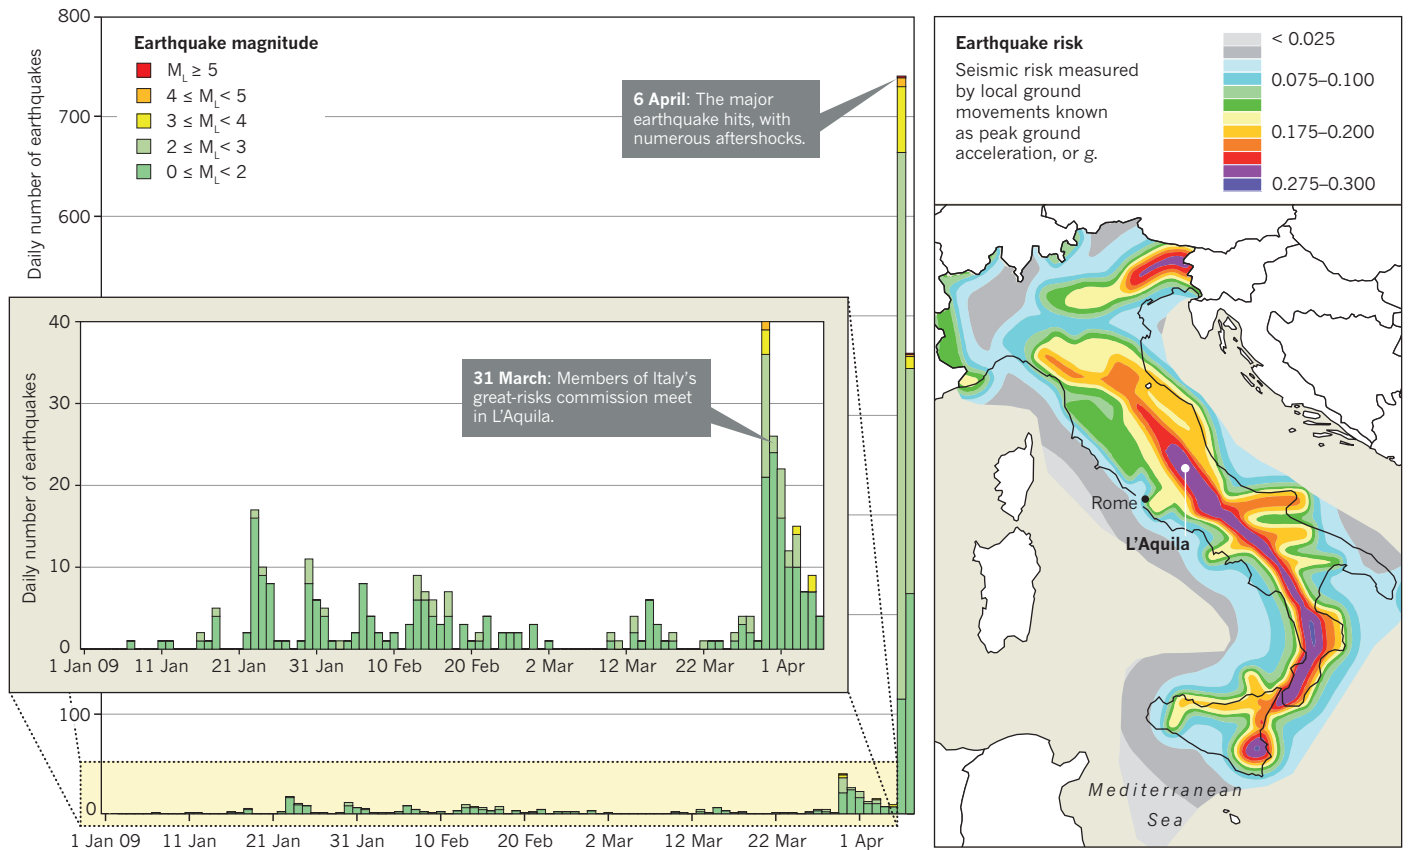 800
700
600
100
0
Daily number of earthquakes
Earthquake magnitude
M_L ≥ 5
4 ≤ M_L < 5
3 ≤ M_L < 4
2 ≤ M_L < 3
0 ≤ M_L < 2
6 April: The major
earthquake hits, with
numerous aftershocks.
40
30
20
10
0
Daily number of earthquakes
31 March: Members of Italy's
great-risks commission meet
in L'Aquila.
1 Jan 09 11 Jan 21 Jan 31 Jan 10 Feb 20 Feb 2 Mar 12 Mar 22 Mar 1 Apr
1 Jan 09 11 Jan 21 Jan 31 Jan 10 Feb 20 Feb 2 Mar 12 Mar 22 Mar 1 Apr
Earthquake risk
Seismic risk measured
by local ground
movements known
as peak ground
acceleration, or g.
< 0.025
0.075–0.100
0.175–0.200
0.275–0.300
Rome
L'Aquila
Mediterranean
Sea